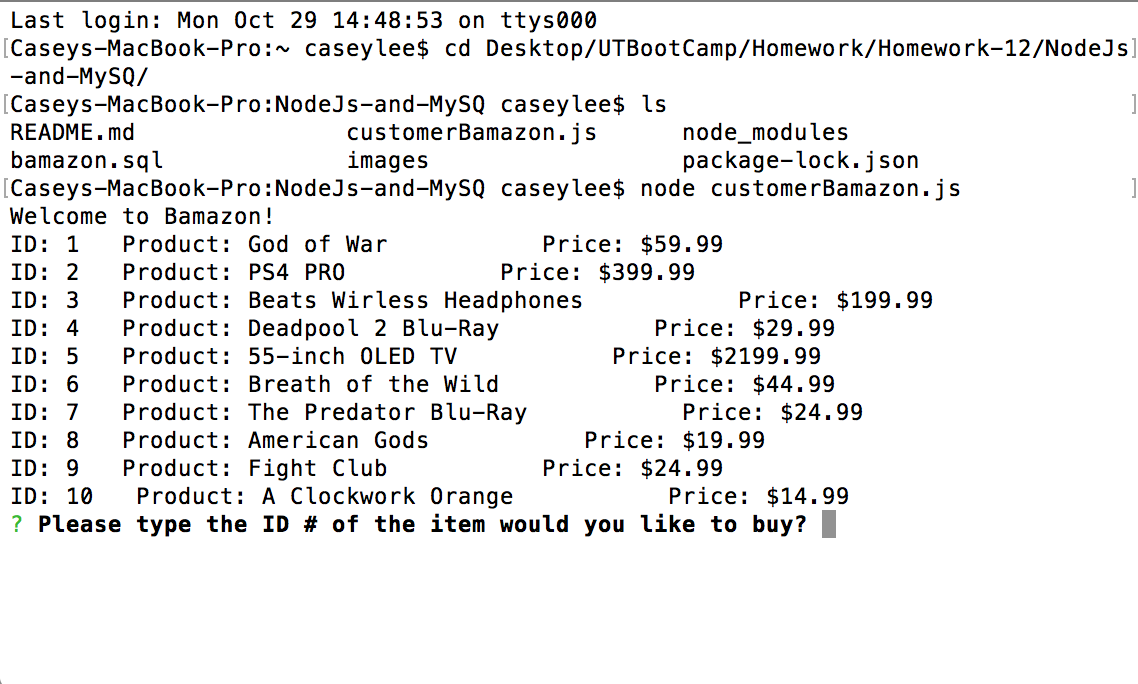 Last login: Mon Oct 29 14:48:53 on ttys000
[Caseys-MacBook-Pro:~ caseylee$ cd Desktop/UTBootCamp/Homework/Homework-12/NodeJs]
-and-MySQ/
[Caseys-MacBook-Pro:NodeJs-and-MySQ caseylee$ ls ]
README.md               customerBamazon.js      node_modules
bamazon.sql             images                  package-lock.json
[Caseys-MacBook-Pro:NodeJs-and-MySQ caseylee$ node customerBamazon.js ]
Welcome to Bamazon!
ID: 1   Product: God of War           Price: $59.99
ID: 2   Product: PS4 PRO           Price: $399.99
ID: 3   Product: Beats Wirless Headphones           Price: $199.99
ID: 4   Product: Deadpool 2 Blu-Ray           Price: $29.99
ID: 5   Product: 55-inch OLED TV           Price: $2199.99
ID: 6   Product: Breath of the Wild           Price: $44.99
ID: 7   Product: The Predator Blu-Ray           Price: $24.99
ID: 8   Product: American Gods           Price: $19.99
ID: 9   Product: Fight Club           Price: $24.99
ID: 10   Product: A Clockwork Orange           Price: $14.99
? Please type the ID # of the item would you like to buy?